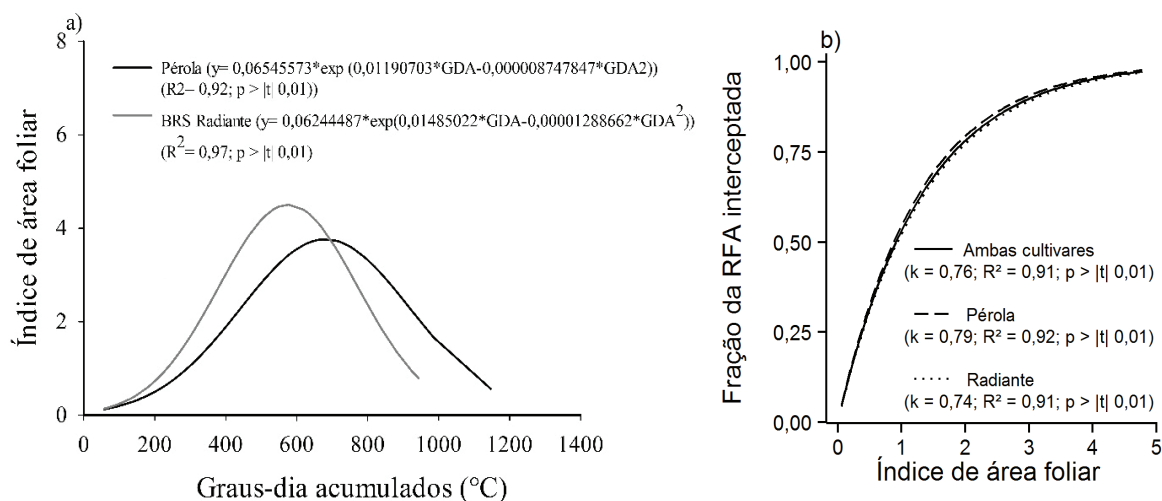 a)
8
6
4
2
0
Índice de área foliar
Pérola (y= 0,06545573*exp (0,01190703*GDA-0,000008747847*GDA2))
(R2= 0,92; p > |t| 0,01))
BRS Radiante (y= 0,06244487*exp(0,01485022*GDA-0,00001288662*GDA²))
(R²= 0,97; p > |t| 0,01)
0 200 400 600 800 1000 1200 1400
Graus-dia acumulados (°C)
b)
1,00
0,75
0,50
0,25
0,00
Fração da RFA interceptada
Ambas cultivares
(k = 0,76; R² = 0,91; p > |t| 0,01)
Pérola
(k = 0,79; R² = 0,92; p > |t| 0,01)
Radiante
(k = 0,74; R² = 0,91; p > |t| 0,01)
0 1 2 3 4 5
Índice de área foliar